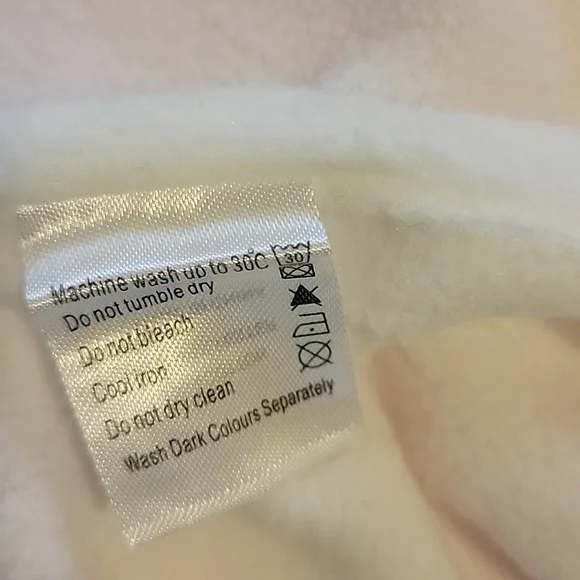 Machine wash up to 30°C 30
Do not tumble dry
Do not bleach
Cool iron
Do not dry clean
Wash Dark Colours Separately